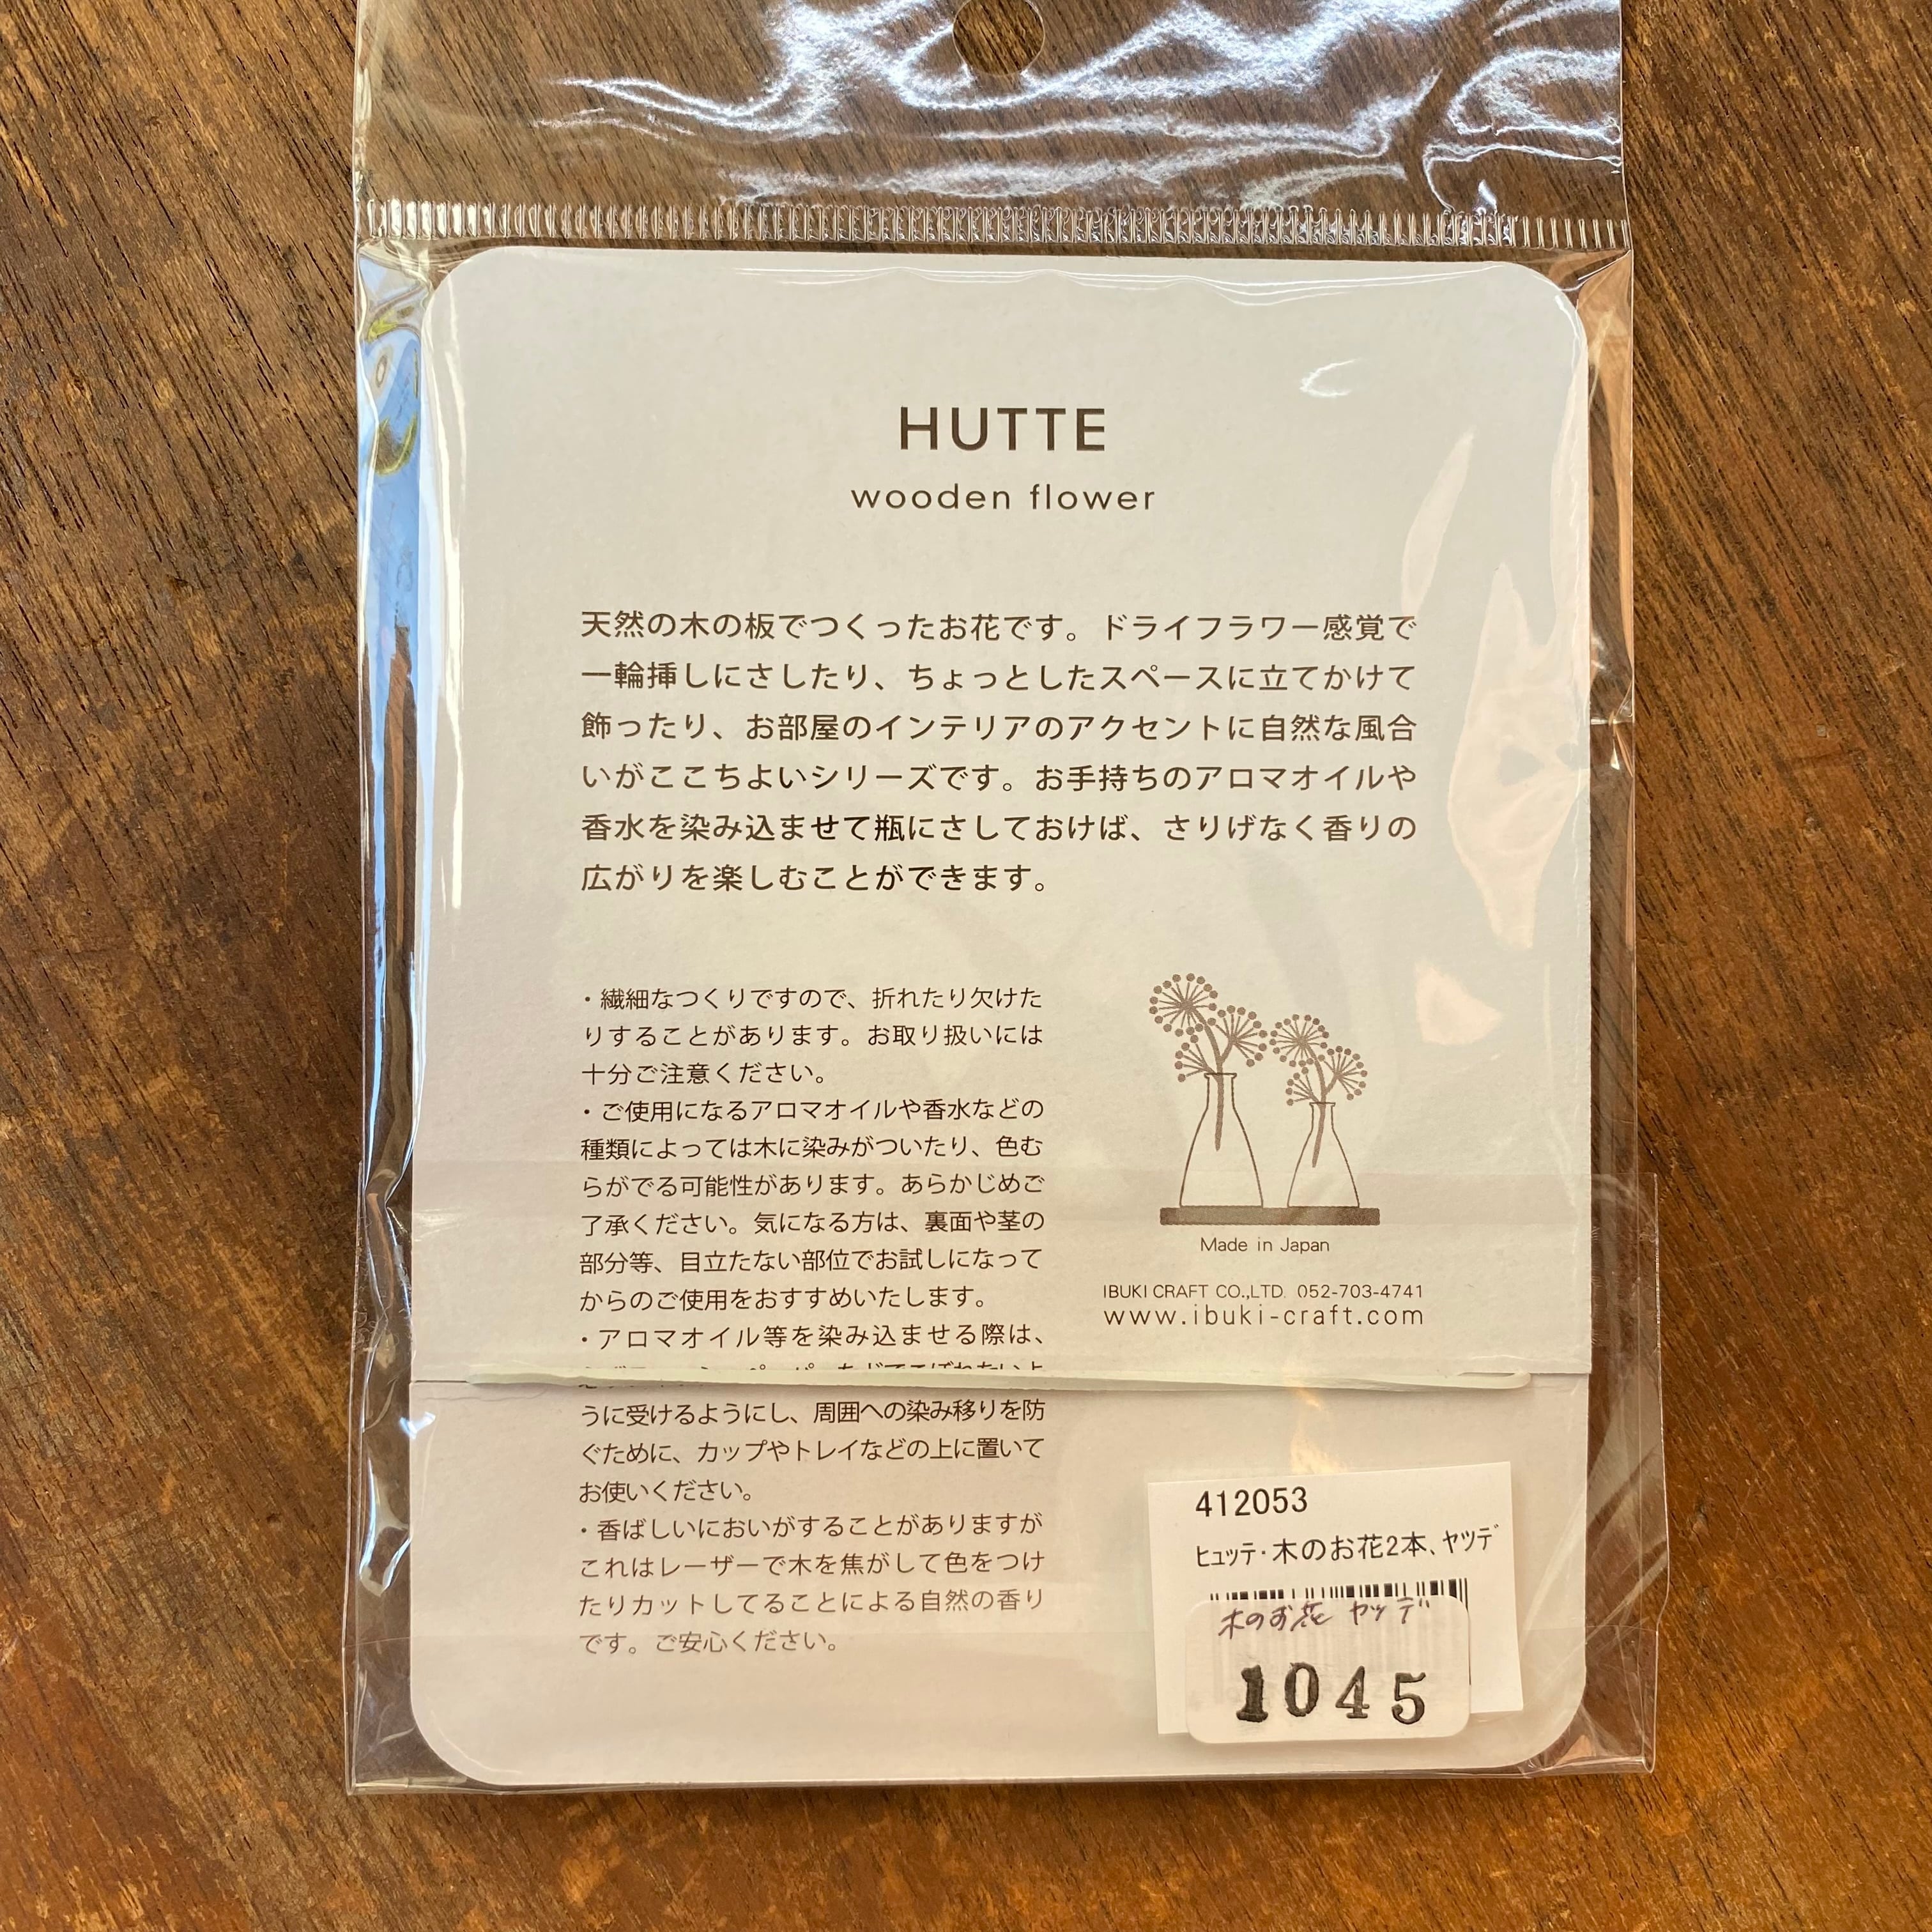 HUTTE
wooden flower
天然の木の板でつくったお花です。ドライフラワー感覚で
一輪挿しにさしたり、ちょっとしたスペースに立てかけて
飾ったり、お部屋のインテリアのアクセントに自然な風合
いがここちよいシリーズです。お手持ちのアロマオイルや
香水を染み込ませて瓶にさしておけば、さりげなく香りの
広がりを楽しむことができます。
・繊細なつくりですので、折れたり欠けた
りすることがあります。お取り扱いには
十分ご注意ください。
・ご使用になるアロマオイルや香水などの
種類によっては木に染みがついたり、色む
らがでる可能性があります。あらかじめご
了承ください。気になる方は、裏面や茎の
部分等、目立たない部位でお試しになって
からのご使用をおすすめいたします。
・アロマオイル等を染み込ませる際は、
などでこぼれないよ
うに受けるようにし、周囲への染み移りを防
ぐために、カップやトレイなどの上に置いて
お使いください。
・香ばしいにおいがすることがありますが
これはレーザーで木を焦がして色をつけ
たりカットしてることによる自然の香り
です。ご安心ください。
Made in Japan
IBUKI CRAFT CO.,LTD. 052-703-4741
www.ibuki-craft.com
412053
ﾋｭｯﾃ･木のお花2本､ﾔﾂﾃﾞ
木のお花 ヤツデ
1045